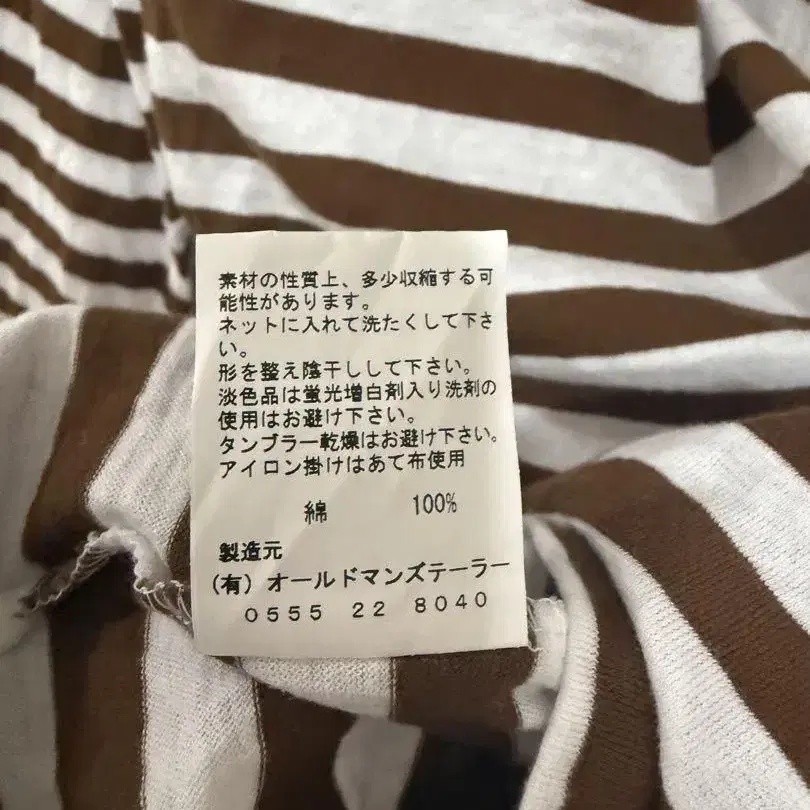 素材の性質上、多少収縮する可
能性があります。
ネットに入れて洗たくして下さ
い。
形を整え陰干しして下さい。
淡色品は蛍光増白剤入り洗剤の
使用はお避け下さい。
タンブラー乾燥はお避け下さい。
アイロン掛けはあて布使用
綿 100%
製造元
(有) オールドマンズテーラー
0555 22 8040